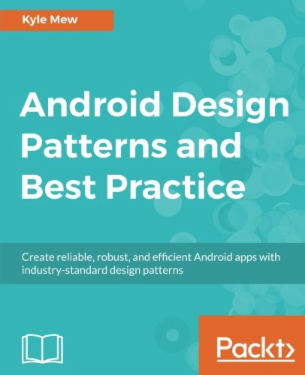 Kyle Mew
Android Design
Patterns and
Best Practice
Create reliable, robust, and efficient Android apps with
industry-standard design patterns
Packt>